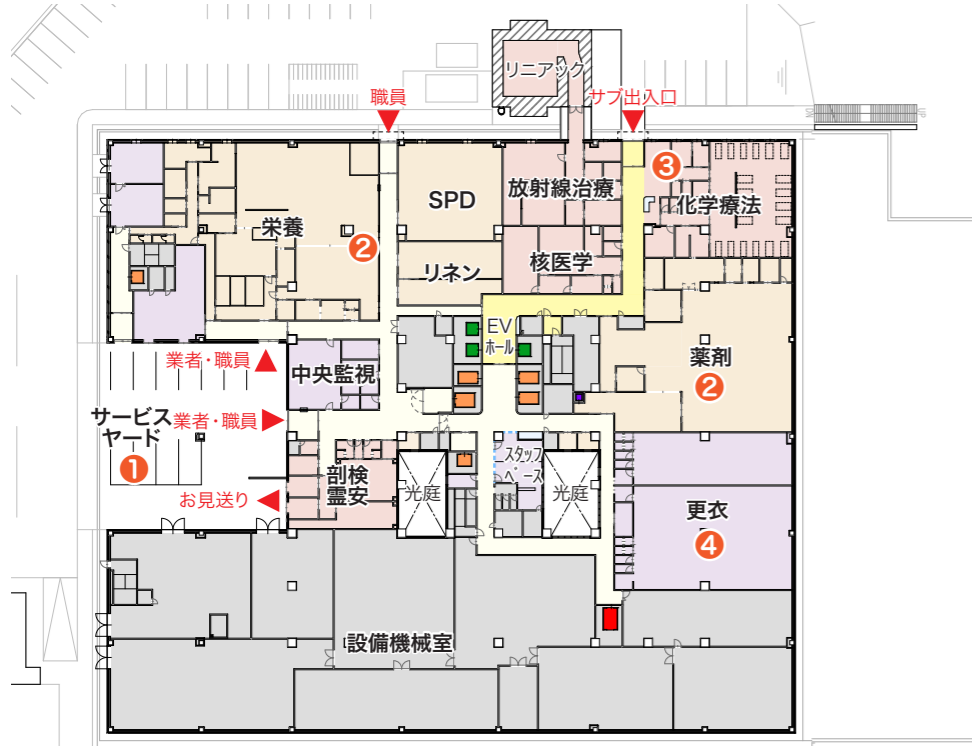 リニアック
職員
サブ出入口
③
放射線治療
SPD
化学療法
栄養
②
核医学
リネン
EV
ホール
薬剤
②
業者・職員
中央監視
サービス
ヤード
業者・職員
①
剖検
霊安
スタッフ
スペース
光庭
光庭
お見送り
更衣
④
設備機械室